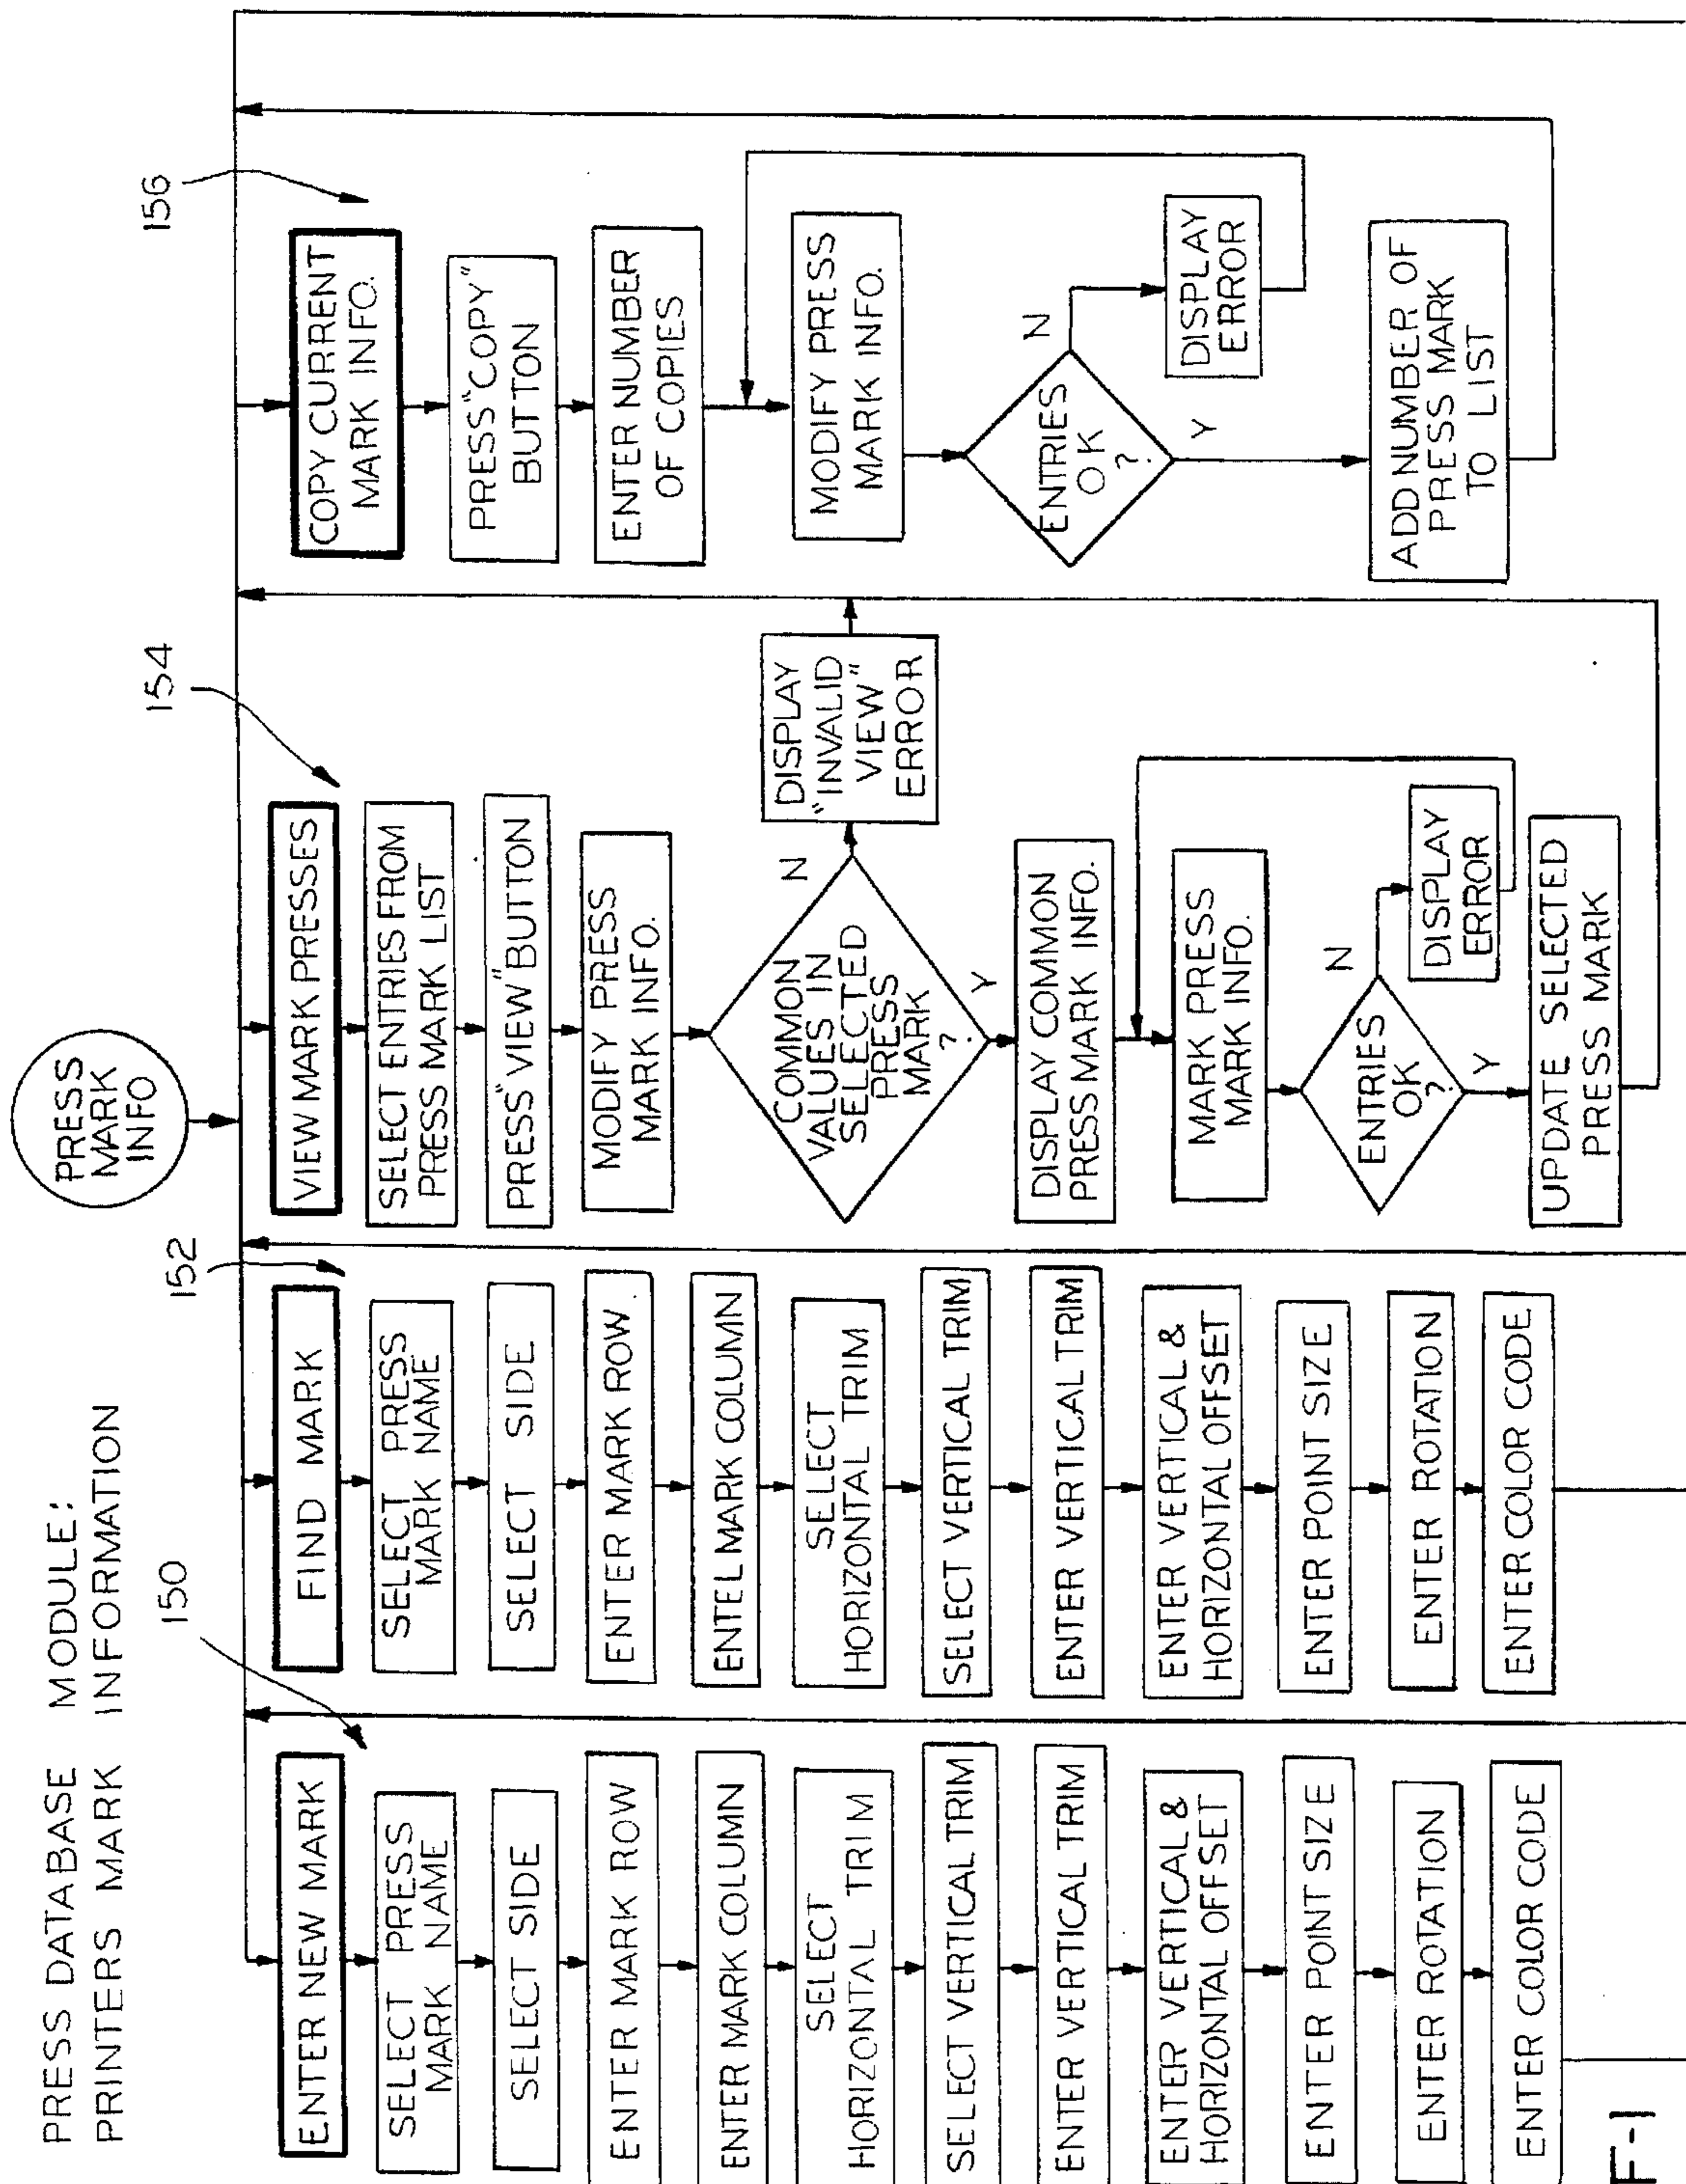 PRESS DATABASE MODULE:
PRINTERS MARK INFORMATION
PRESS
MARK
INFO
150
ENTER NEW MARK
SELECT PRESS
MARK NAME
SELECT SIDE
ENTER MARK ROW
ENTER MARK COLUMN
SELECT
HORIZONTAL TRIM
SELECT VERTICAL TRIM
ENTER VERTICAL TRIM
ENTER VERTICAL &
HORIZONTAL OFFSET
ENTER POINT SIZE
ENTER ROTATION
ENTER COLOR CODE
152
FIND MARK
SELECT PRESS
MARK NAME
SELECT SIDE
ENTER MARK ROW
ENTEL MARK COLUMN
SELECT
HORIZONTAL TRIM
SELECT VERTICAL TRIM
ENTER VERTICAL TRIM
ENTER VERTICAL &
HORIZONTAL OFFSET
ENTER POINT SIZE
ENTER ROTATION
ENTER COLOR CODE
154
VIEW MARK PRESSES
SELECT ENTRIES FROM
PRESS MARK LIST
PRESS "VIEW" BUTTON
MODIFY PRESS
MARK INFO.
COMMON
VALUES IN
SELECTED
PRESS
MARK
?
N
DISPLAY
"INVALID
VIEW"
ERROR
Y
DISPLAY COMMON
PRESS MARK INFO.
MARK PRESS
MARK INFO.
ENTRIES
OK
?
N
DISPLAY
ERROR
Y
UPDATE SELECTED
PRESS MARK
156
COPY CURRENT
MARK INFO.
PRESS "COPY"
BUTTON
ENTER NUMBER
OF COPIES
MODIFY PRESS
MARK INFO.
ENTRIES
OK
?
N
DISPLAY
ERROR
Y
ADD NUMBER OF
PRESS MARK
TO LIST
F-1